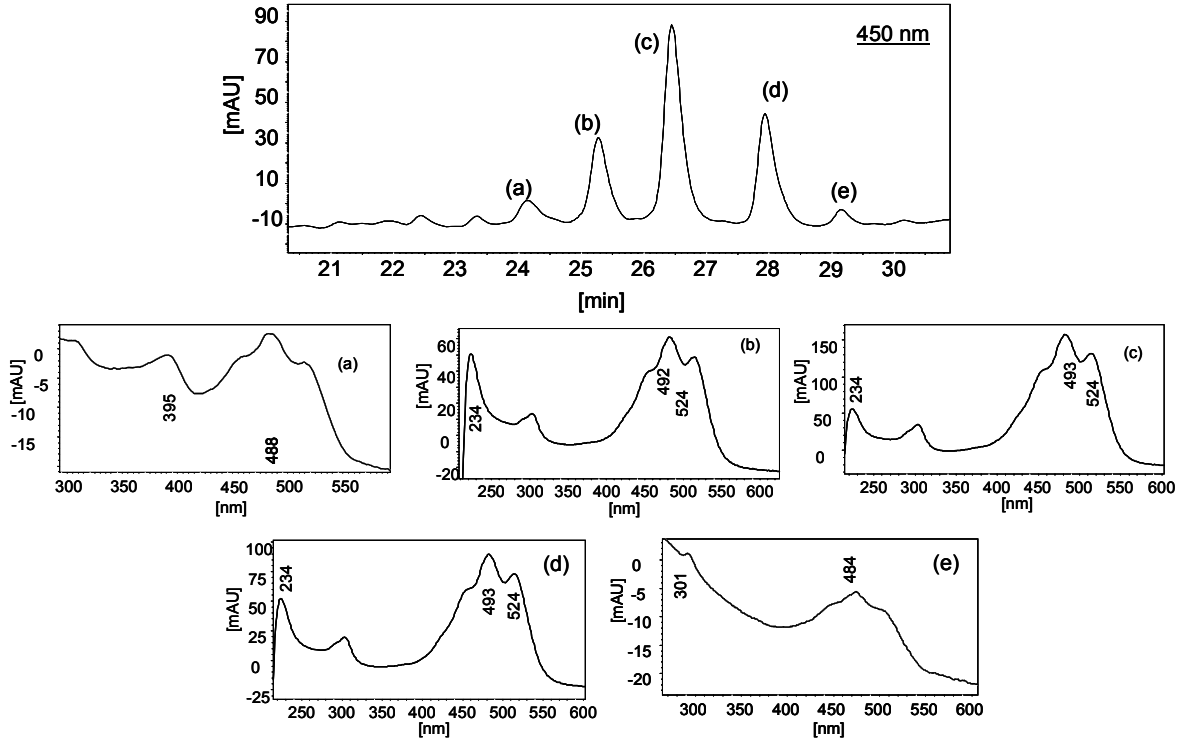 90
70
50
30
10
-10
[mAU]
(a)
(b)
(c)
(d)
(e)
450 nm
21 22 23 24 25 26 27 28 29 30
[min]
0
-5
-10
-15
[mAU]
(a)
395
488
300 350 400 450 500 550
[nm]
60
40
20
0
-20
[mAU]
(b)
234
492
524
250 300 350 400 450 500 550
[nm]
150
100
50
0
[mAU]
(c)
234
493
524
250 300 350 400 450 500 550 600
[nm]
100
75
50
25
0
-25
[mAU]
(d)
234
493
524
250 300 350 400 450 500 550 600
[nm]
0
-5
-10
-15
-20
[mAU]
(e)
301
484
300 350 400 450 500 550 600
[nm]